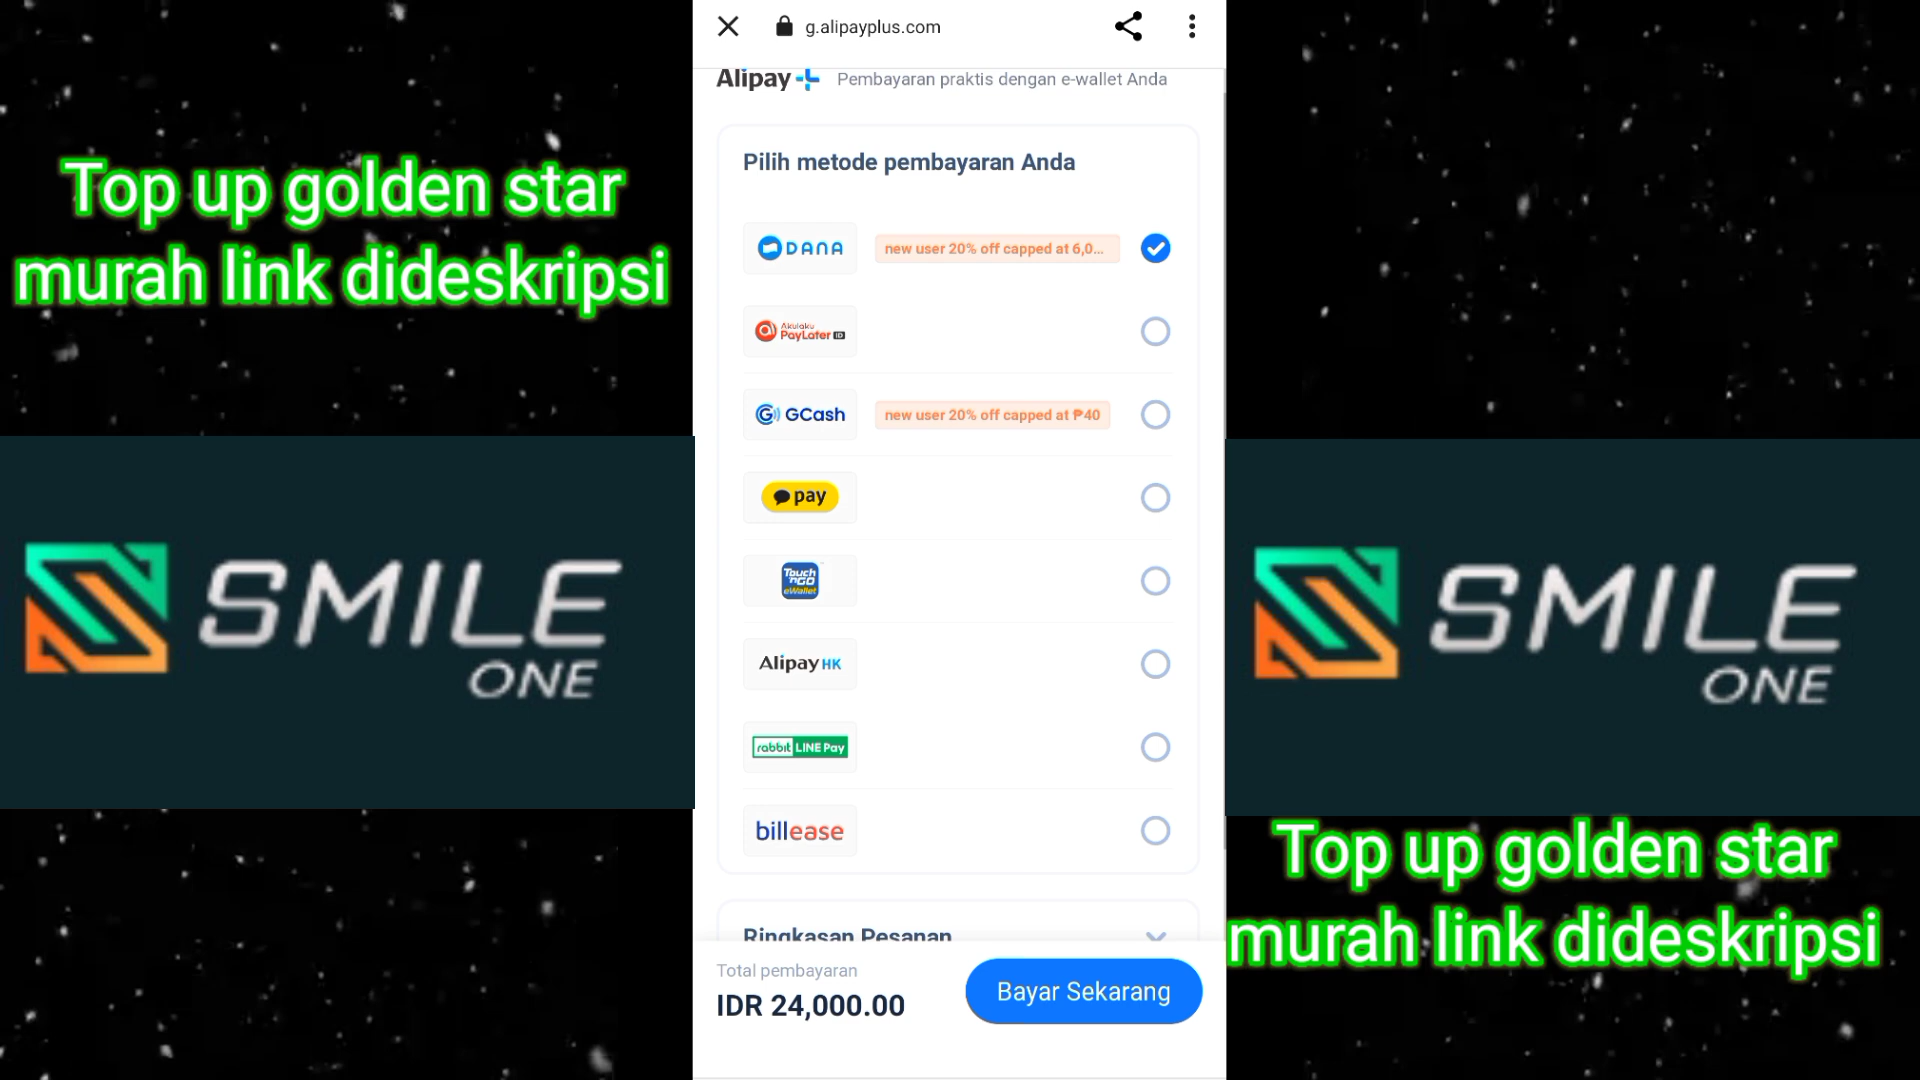 g.alipayplus.com
Alipay+ Pembayaran praktis dengan e-wallet Anda
Pilih metode pembayaran Anda
DANA new user 20% off capped at 6,0...
Akulaku
PayLater ID
GCash new user 20% off capped at ₱40
pay
Touch
'nGO
eWallet
Alipay HK
rabbit LINE Pay
billease
Ringkasan Pesanan
Total pembayaran
IDR 24,000.00
Bayar Sekarang
Top up golden star
murah link dideskripsi
SMILE
ONE
SMILE
ONE
Top up golden star
murah link dideskripsi